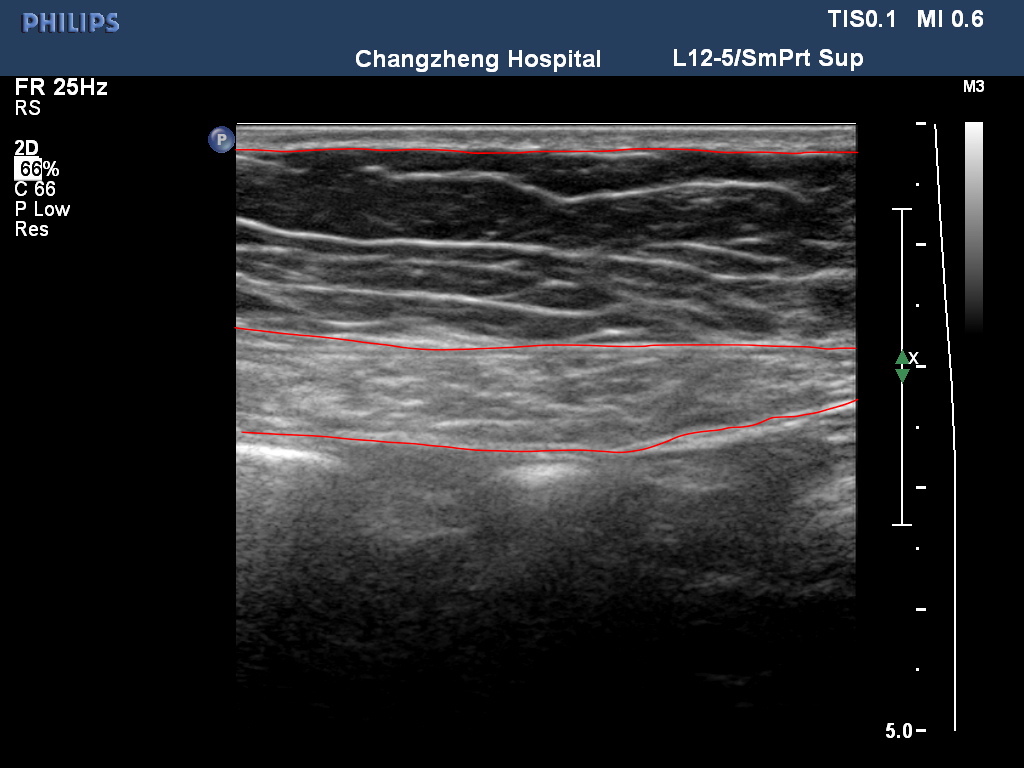 PHILIPS
TIS0.1 MI 0.6
Changzheng Hospital
L12-5/SmPrt Sup
FR 25Hz
RS
M3
P
2D
66%
C 66
P Low
Res
X
5.0